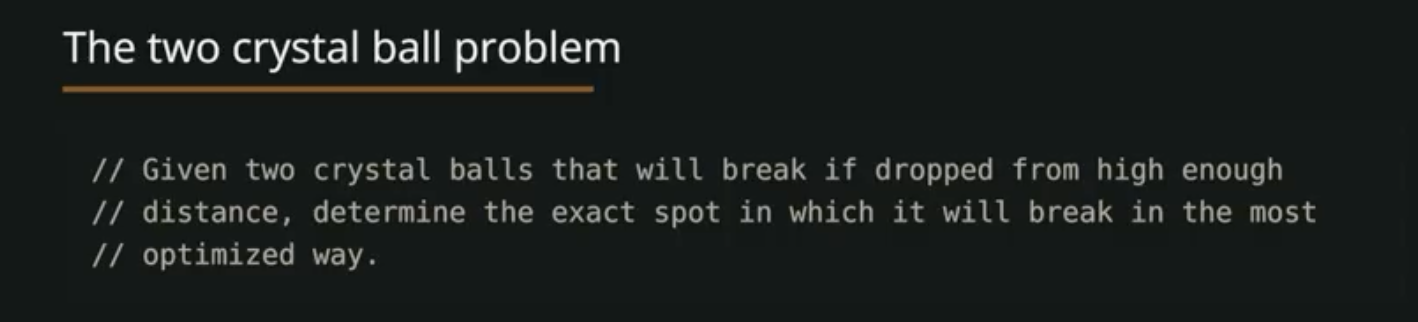 The two crystal ball problem
// Given two crystal balls that will break if dropped from high enough
// distance, determine the exact spot in which it will break in the most
// optimized way.